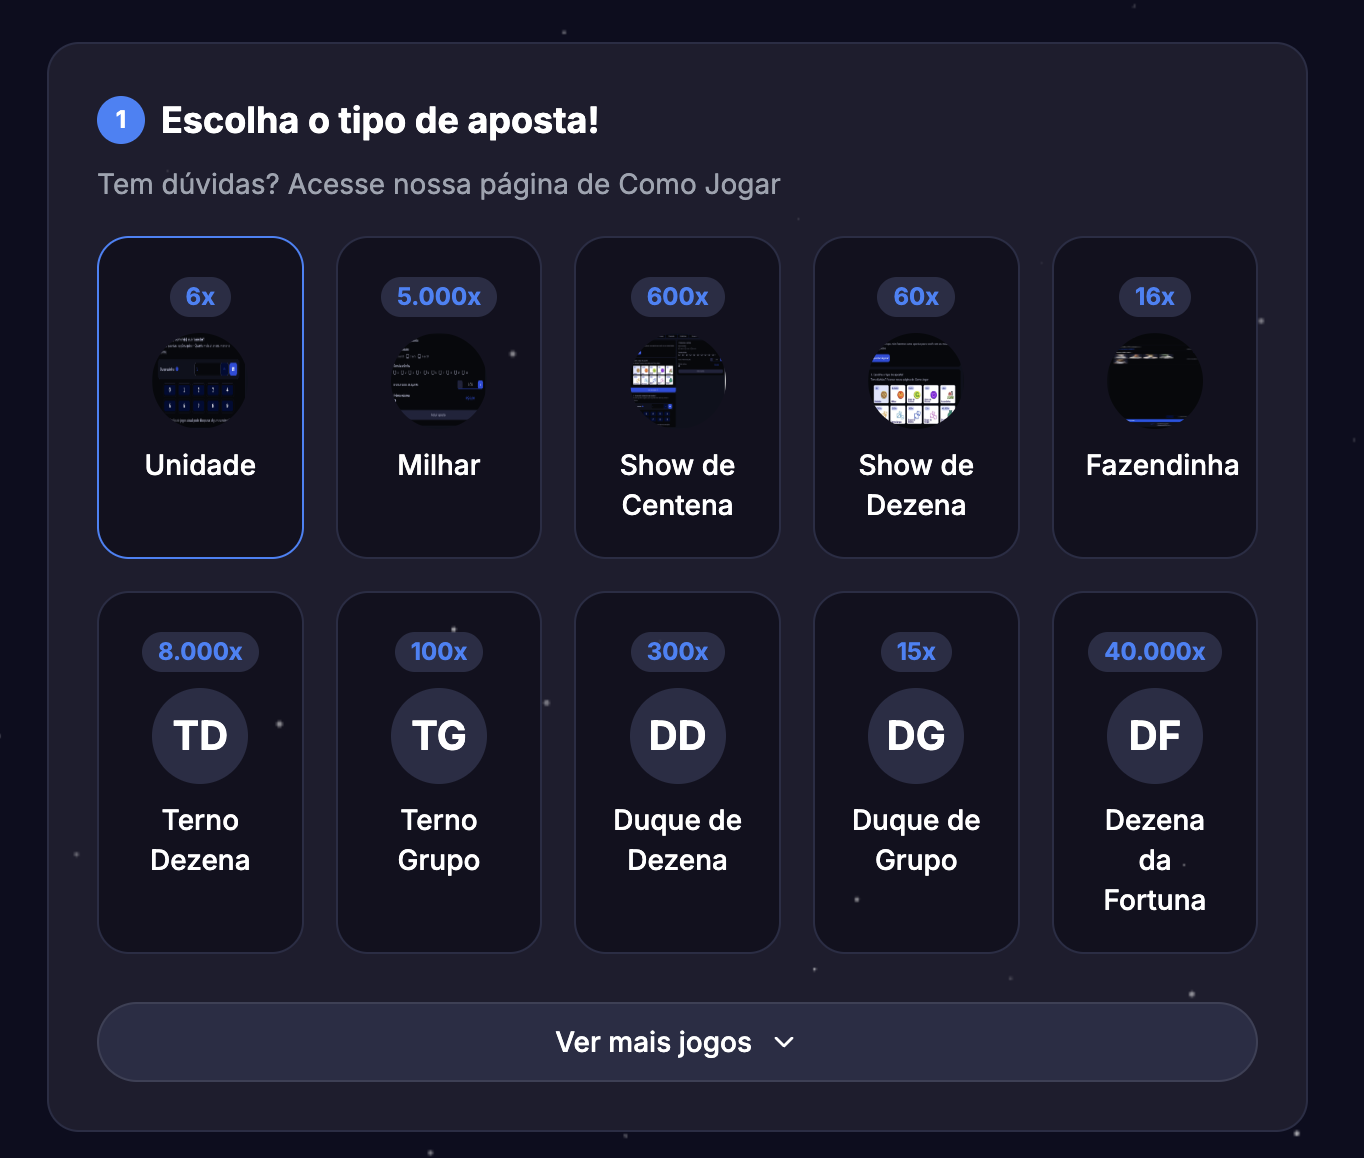 1 Escolha o tipo de aposta!
Tem dúvidas? Acesse nossa página de Como Jogar
6x
Unidade
5.000x
Milhar
600x
Show de
Centena
60x
Show de
Dezena
16x
Fazendinha
8.000x
TD
Terno
Dezena
100x
TG
Terno
Grupo
300x
DD
Duque de
Dezena
15x
DG
Duque de
Grupo
40.000x
DF
Dezena
da
Fortuna
Ver mais jogos